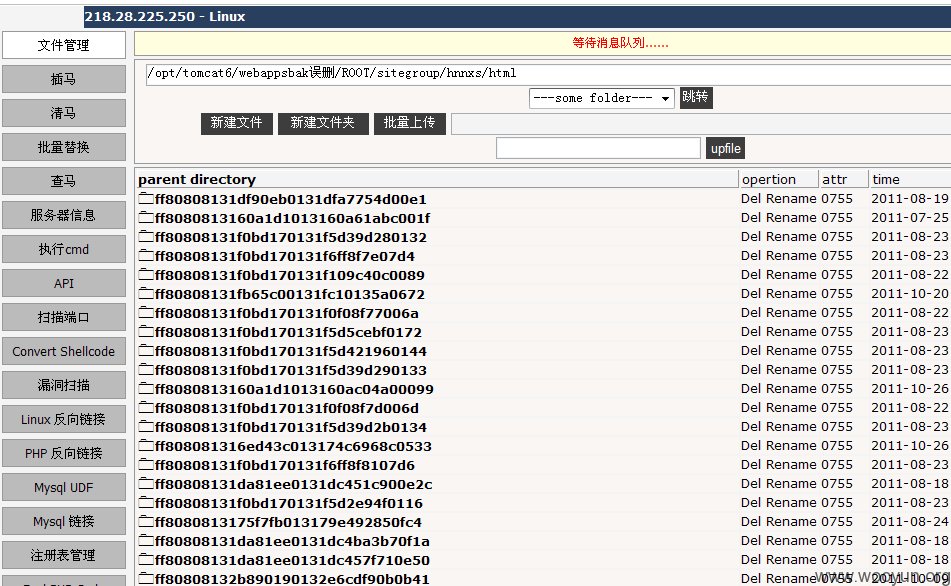 218.28.225.250 - Linux
文件管理
插马
清马
批量替换
查马
服务器信息
执行cmd
API
扫描端口
Convert Shellcode
漏洞扫描
Linux 反向链接
PHP 反向链接
Mysql UDF
Mysql 链接
注册表管理
等待消息队列......
/opt/tomcat6/webappsbak误删/ROOT/sitegroup/hnnxs/html
---some folder--- 跳转
新建文件 新建文件夹 批量上传
upfile
parent directory opertion attr time
ff80808131df90eb0131dfa7754d00e1 Del Rename 0755 2011-08-19
ff8080813160a1d1013160a61abc001f Del Rename 0755 2011-07-25
ff80808131f0bd170131f5d39d280132 Del Rename 0755 2011-08-23
ff80808131f0bd170131f6ff8f7e07d4 Del Rename 0755 2011-08-23
ff80808131f0bd170131f109c40c0089 Del Rename 0755 2011-08-22
ff80808131fb65c00131fc10135a0672 Del Rename 0755 2011-10-20
ff80808131f0bd170131f0f08f77006a Del Rename 0755 2011-08-22
ff80808131f0bd170131f5d5cebf0172 Del Rename 0755 2011-08-23
ff80808131f0bd170131f5d421960144 Del Rename 0755 2011-08-23
ff80808131f0bd170131f5d39d290133 Del Rename 0755 2011-08-23
ff8080813160a1d1013160ac04a00099 Del Rename 0755 2011-10-26
ff80808131f0bd170131f0f08f7d006d Del Rename 0755 2011-08-22
ff80808131f0bd170131f5d39d2b0134 Del Rename 0755 2011-08-23
ff808081316ed43c013174c6968c0533 Del Rename 0755 2011-10-26
ff80808131f0bd170131f6ff8f8107d6 Del Rename 0755 2011-08-23
ff80808131da81ee0131dc451c900e2c Del Rename 0755 2011-08-18
ff80808131f0bd170131f5d2e94f0116 Del Rename 0755 2011-08-23
ff8080813175f7fb013179e492850fc4 Del Rename 0755 2011-08-24
ff80808131da81ee0131dc4ba3b70f1a Del Rename 0755 2011-08-18
ff80808131da81ee0131dc457f710e50 Del Rename 0755 2011-08-18
ff80808132b890190132e6cdf90b0b41 Del Rename 0755 2011-10-09
www.wooyun.org